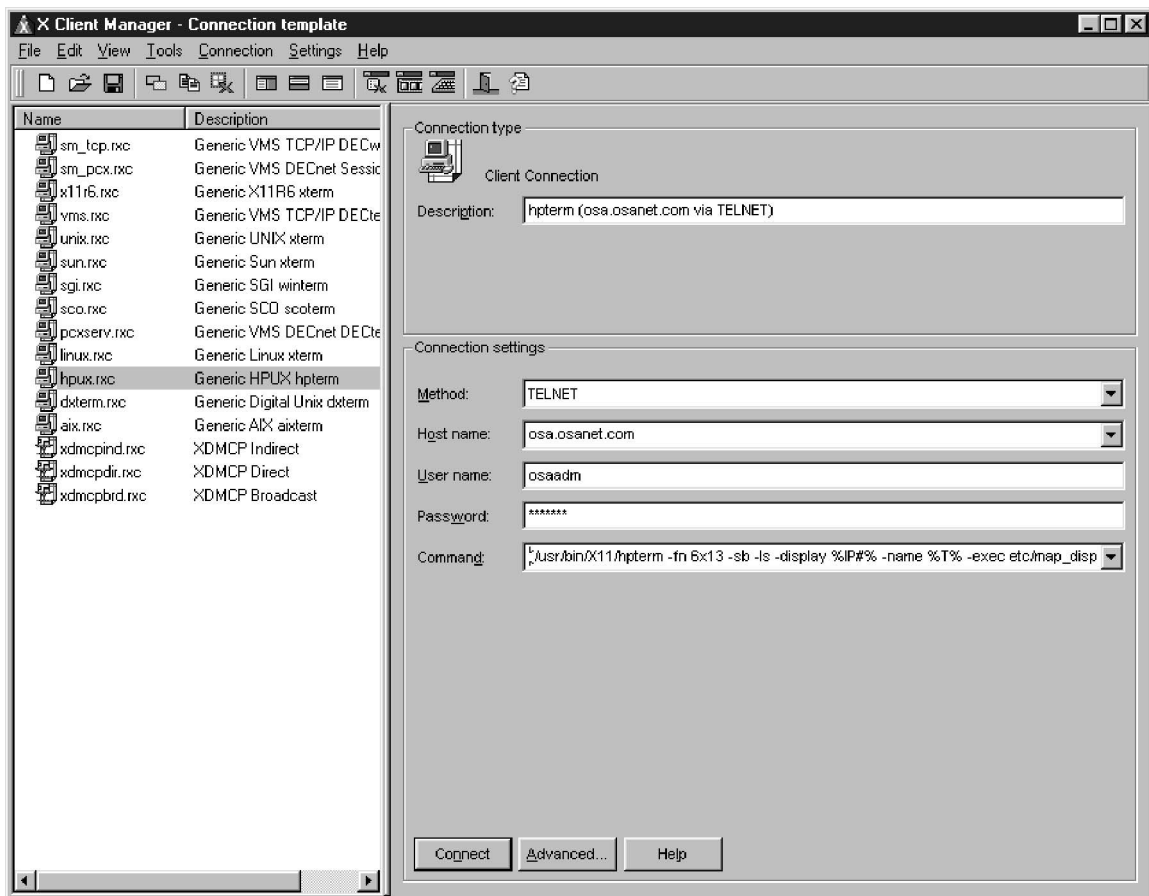 X Client Manager - Connection template
File Edit View Tools Connection Settings Help
Name Description
sm_tcp.rxc Generic VMS TCP/IP DECw
sm_pcx.rxc Generic VMS DECnet Sessic
x11r6.rxc Generic X11R6 xterm
vms.rxc Generic VMS TCP/IP DECte
unix.rxc Generic UNIX xterm
sun.rxc Generic Sun xterm
sgi.rxc Generic SGI winterm
sco.rxc Generic SCO scoterm
pcxserv.rxc Generic VMS DECnet DECte
linux.rxc Generic Linux xterm
hpux.rxc Generic HPUX hpterm
dxterm.rxc Generic Digital Unix dxterm
aix.rxc Generic AIX aixterm
xdmcpind.rxc XDMCP Indirect
xdmcpdir.rxc XDMCP Direct
xdmcpbrd.rxc XDMCP Broadcast
Connection type
Client Connection
Description: hpterm (osa.osanet.com via TELNET)
Connection settings
Method: TELNET
Host name: osa.osanet.com
User name: osaadm
Password: *******
Command: /usr/bin/X11/hpterm -fn 6x13 -sb -ls -display %IP#% -name %T% -exec etc/map_disp
Connect Advanced... Help